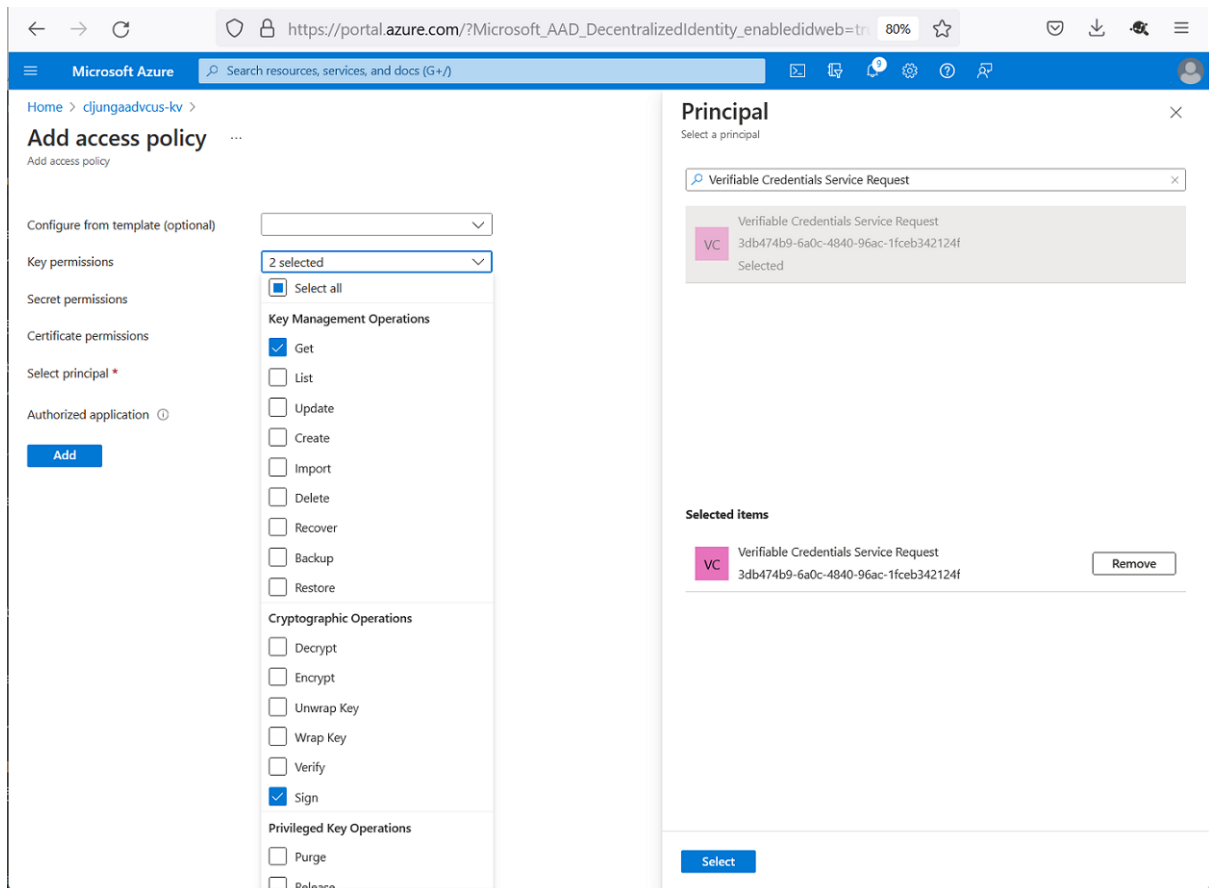 https://portal.azure.com/?Microsoft_AAD_DecentralizedIdentity_enabledidweb=tr 80%
Microsoft Azure
Search resources, services, and docs (G+/)
9
Home > cljungaadvcus-kv >
Add access policy ...
Add access policy
Configure from template (optional)
Key permissions
2 selected
Secret permissions
Certificate permissions
Select principal *
Authorized application
Add
Select all
Key Management Operations
Get
List
Update
Create
Import
Delete
Recover
Backup
Restore
Cryptographic Operations
Decrypt
Encrypt
Unwrap Key
Wrap Key
Verify
Sign
Privileged Key Operations
Purge
Release
Principal
Select a principal
Verifiable Credentials Service Request
VC
Verifiable Credentials Service Request
3db474b9-6a0c-4840-96ac-1fceb342124f
Selected
Selected items
VC
Verifiable Credentials Service Request
3db474b9-6a0c-4840-96ac-1fceb342124f
Remove
Select